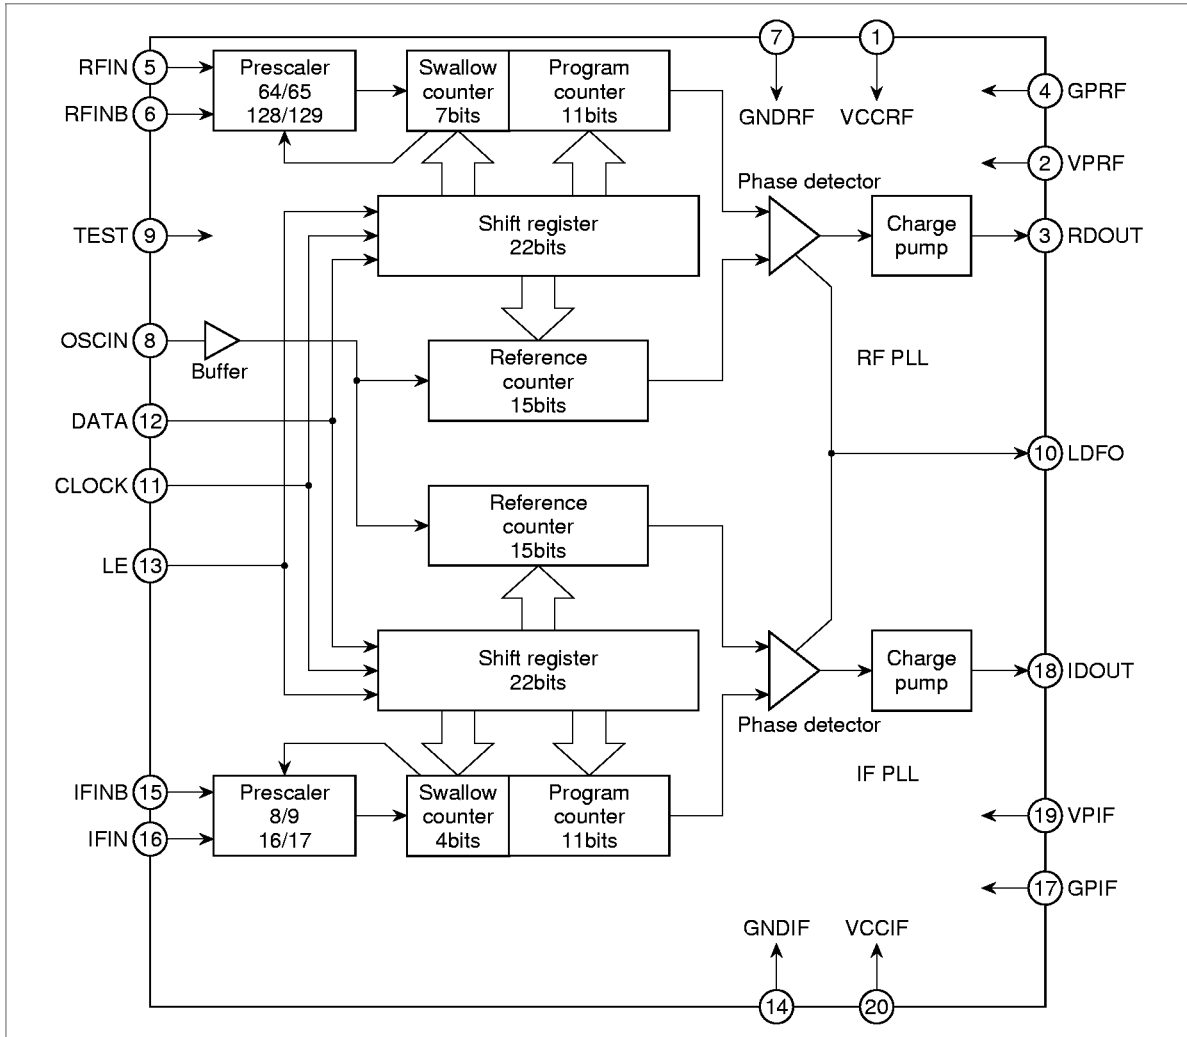 7
1
RFIN 5
Prescaler
64/65
128/129
Swallow
counter
7bits
Program
counter
11bits
4 GPRF
RFINB 6
GNDRF
VCCRF
2 VPRF
Phase detector
TEST 9
Shift register
22bits
Charge
pump
3 RDOUT
OSCIN 8
Buffer
Reference
counter
15bits
RF PLL
DATA 12
10 LDFO
CLOCK 11
Reference
counter
15bits
LE 13
Shift register
22bits
Charge
pump
18 IDOUT
Phase detector
IF PLL
IFINB 15
Prescaler
8/9
16/17
Swallow
counter
4bits
Program
counter
11bits
19 VPIF
IFIN 16
17 GPIF
GNDIF
VCCIF
14
20